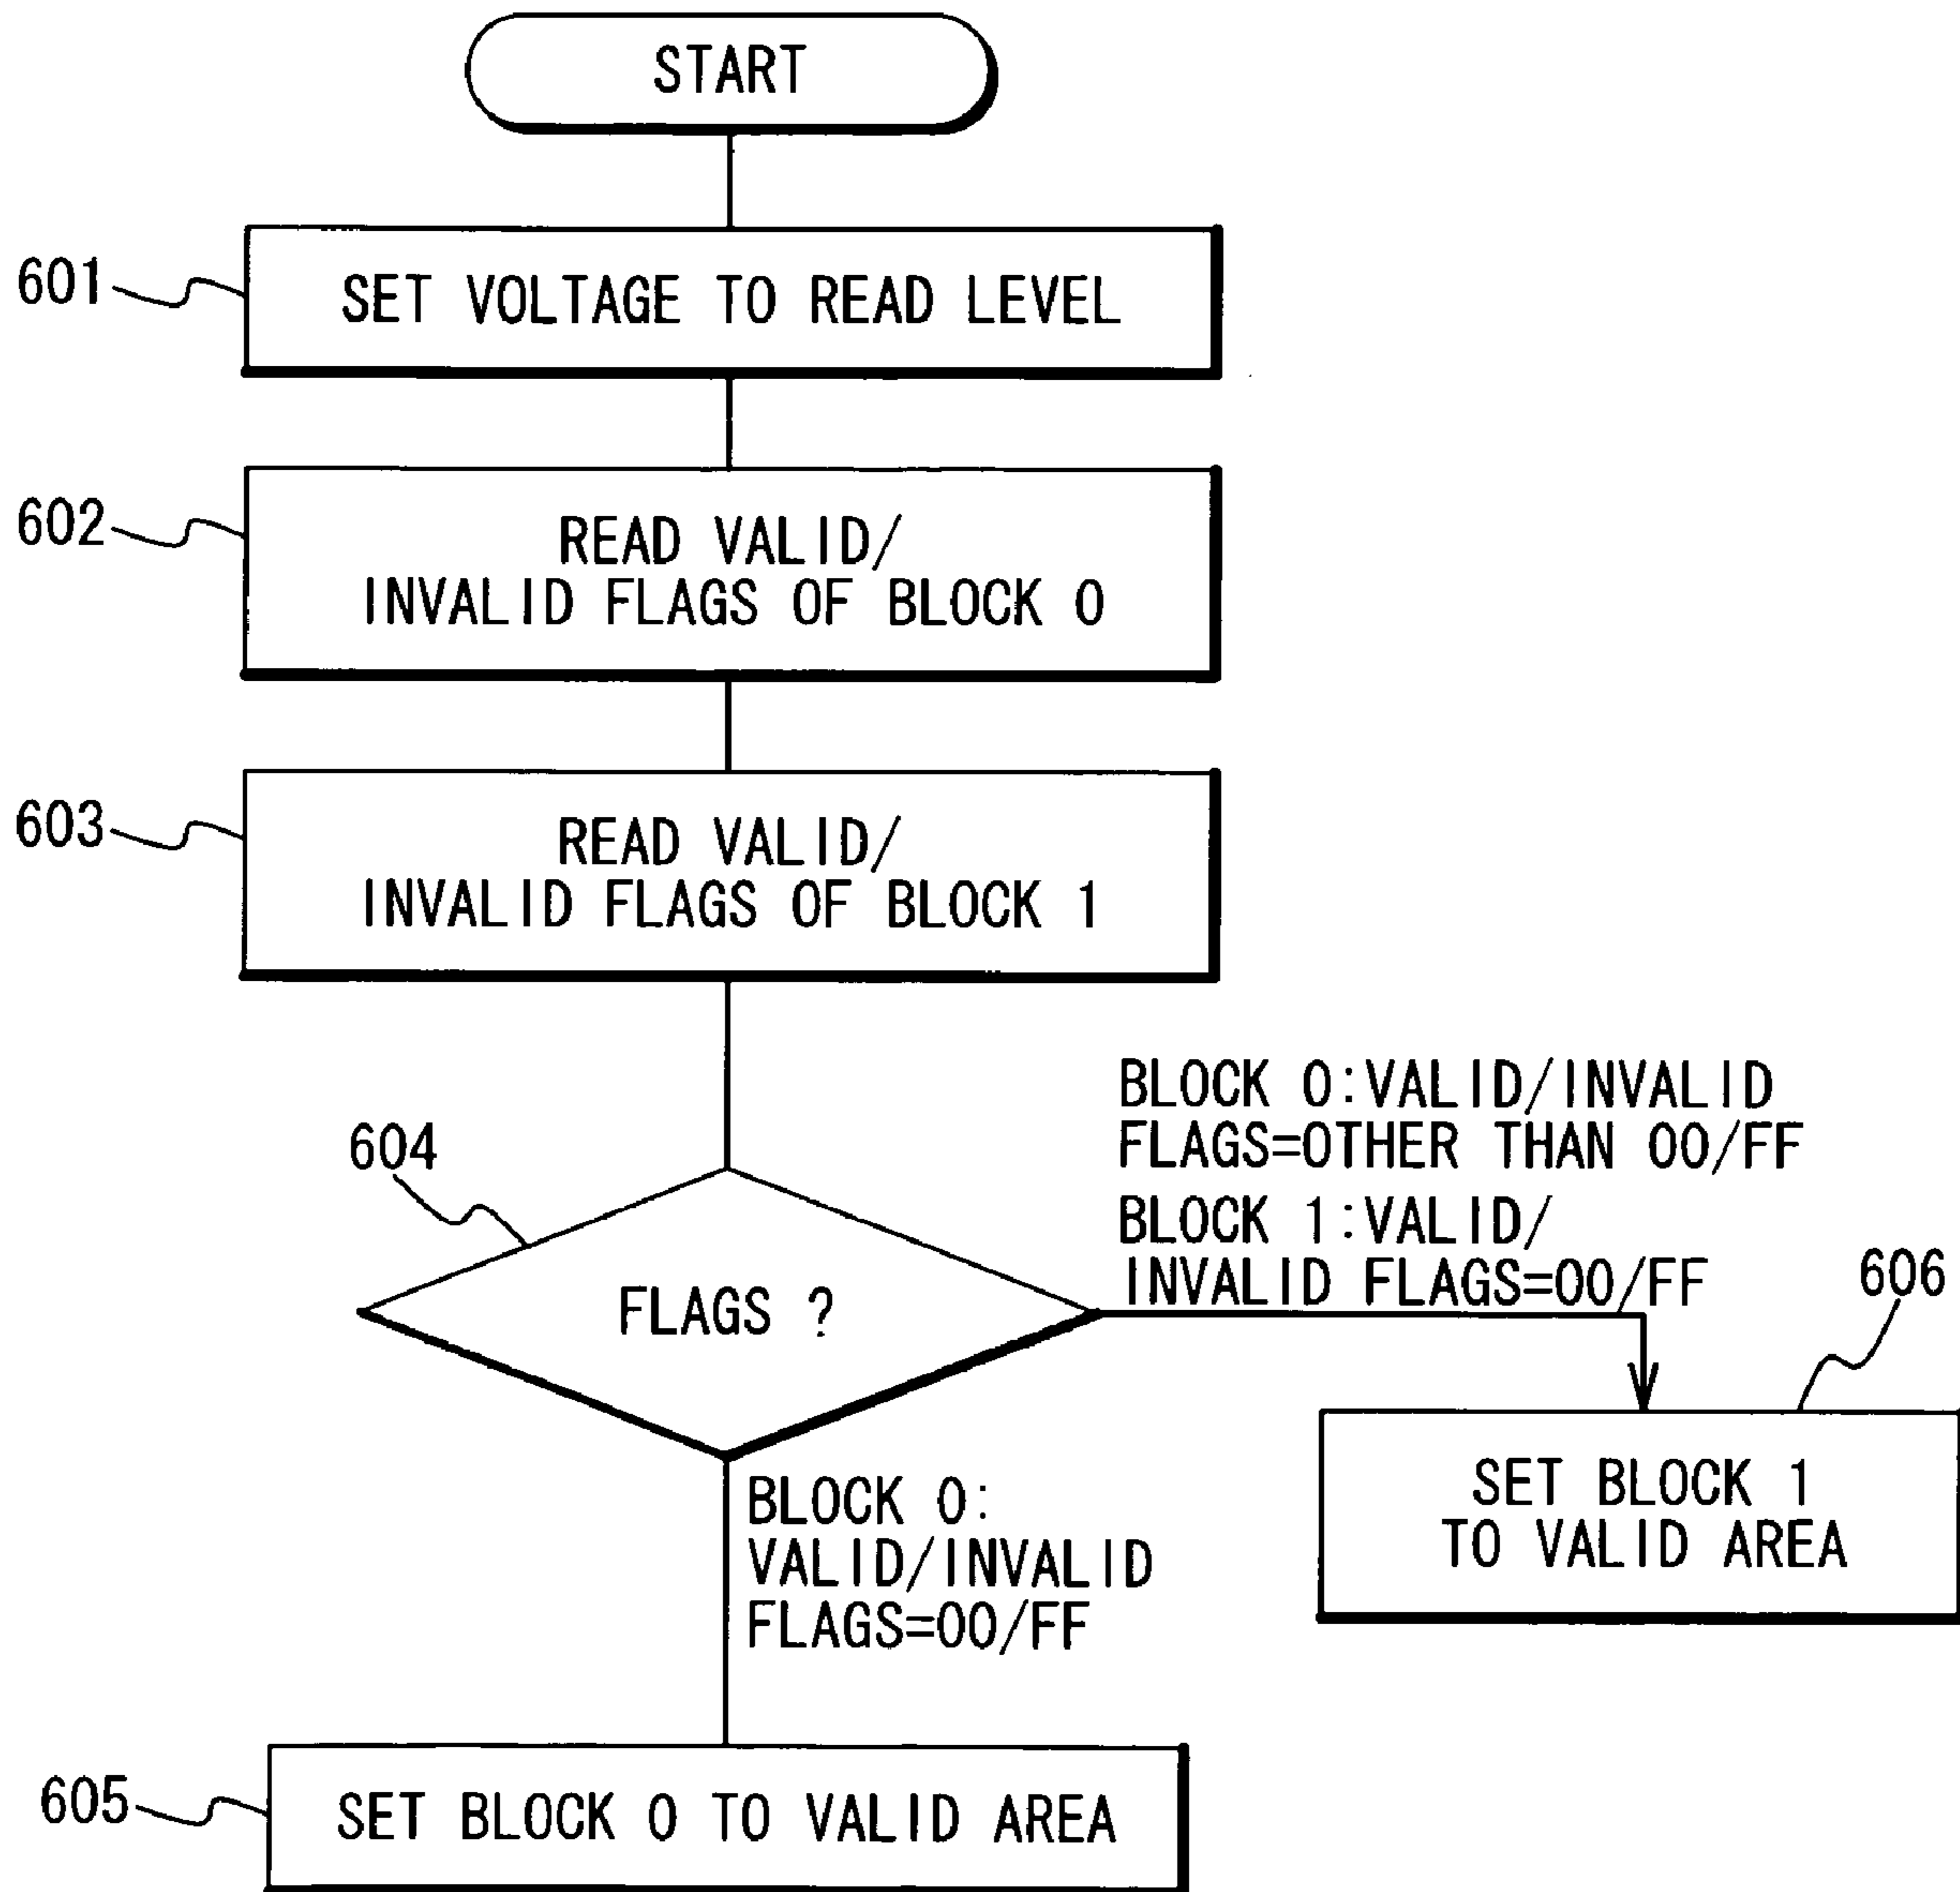 START
601
SET VOLTAGE TO READ LEVEL
602
READ VALID/
INVALID FLAGS OF BLOCK 0
603
READ VALID/
INVALID FLAGS OF BLOCK 1
604
FLAGS ?
BLOCK 0:VALID/INVALID
FLAGS=OTHER THAN 00/FF
BLOCK 1:VALID/
INVALID FLAGS=00/FF
606
SET BLOCK 1
TO VALID AREA
BLOCK 0:
VALID/INVALID
FLAGS=00/FF
605
SET BLOCK 0 TO VALID AREA